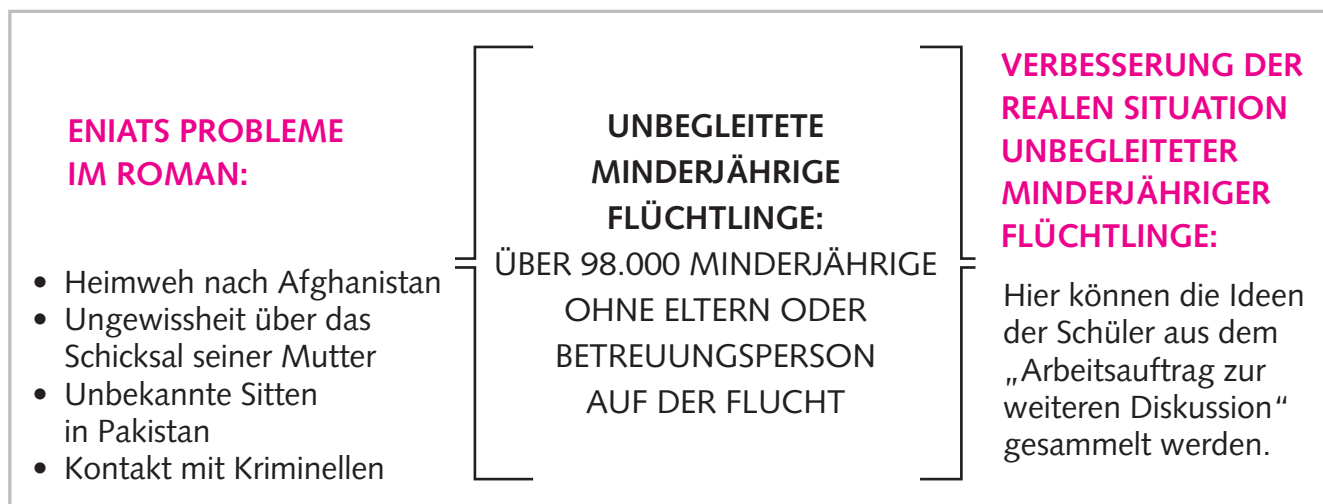 ENIATS PROBLEME
IM ROMAN:
• Heimweh nach Afghanistan
• Ungewissheit über das
Schicksal seiner Mutter
• Unbekannte Sitten
in Pakistan
• Kontakt mit Kriminellen
UNBEGLEITETE
MINDERJÄHRIGE
FLÜCHTLINGE:
ÜBER 98.000 MINDERJÄHRIGE
OHNE ELTERN ODER
BETREUUNGSPERSON
AUF DER FLUCHT
VERBESSERUNG DER
REALEN SITUATION
UNBEGLEITETER
MINDERJÄHRIGER
FLÜCHTLINGE:
Hier können die Ideen
der Schüler aus dem
„Arbeitsauftrag zur
weiteren Diskussion“
gesammelt werden.